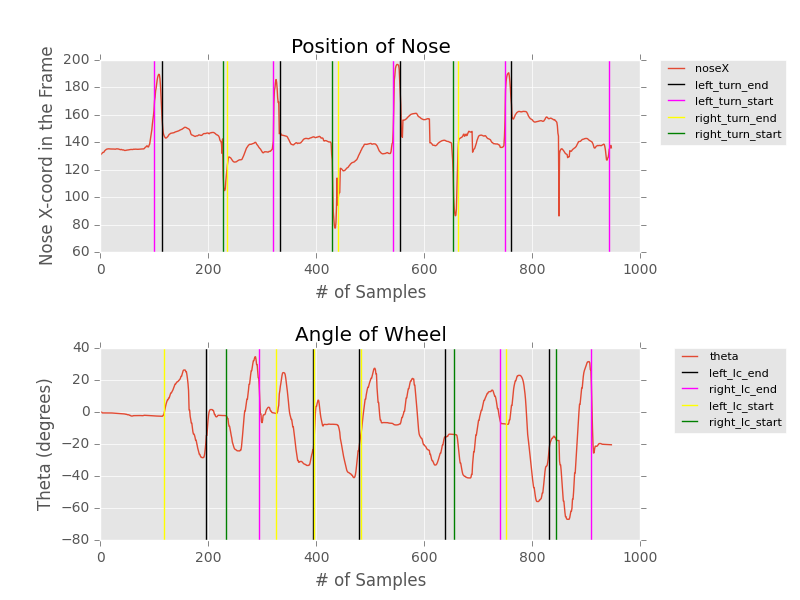 Position of Nose
Nose X-coord in the Frame
200
180
160
140
120
100
80
60
0
200
400
600
800
1000
# of Samples
noseX
left_turn_end
left_turn_start
right_turn_end
right_turn_start
Angle of Wheel
Theta (degrees)
40
20
0
−20
−40
−60
−80
0
200
400
600
800
1000
# of Samples
theta
left_lc_end
right_lc_end
left_lc_start
right_lc_start